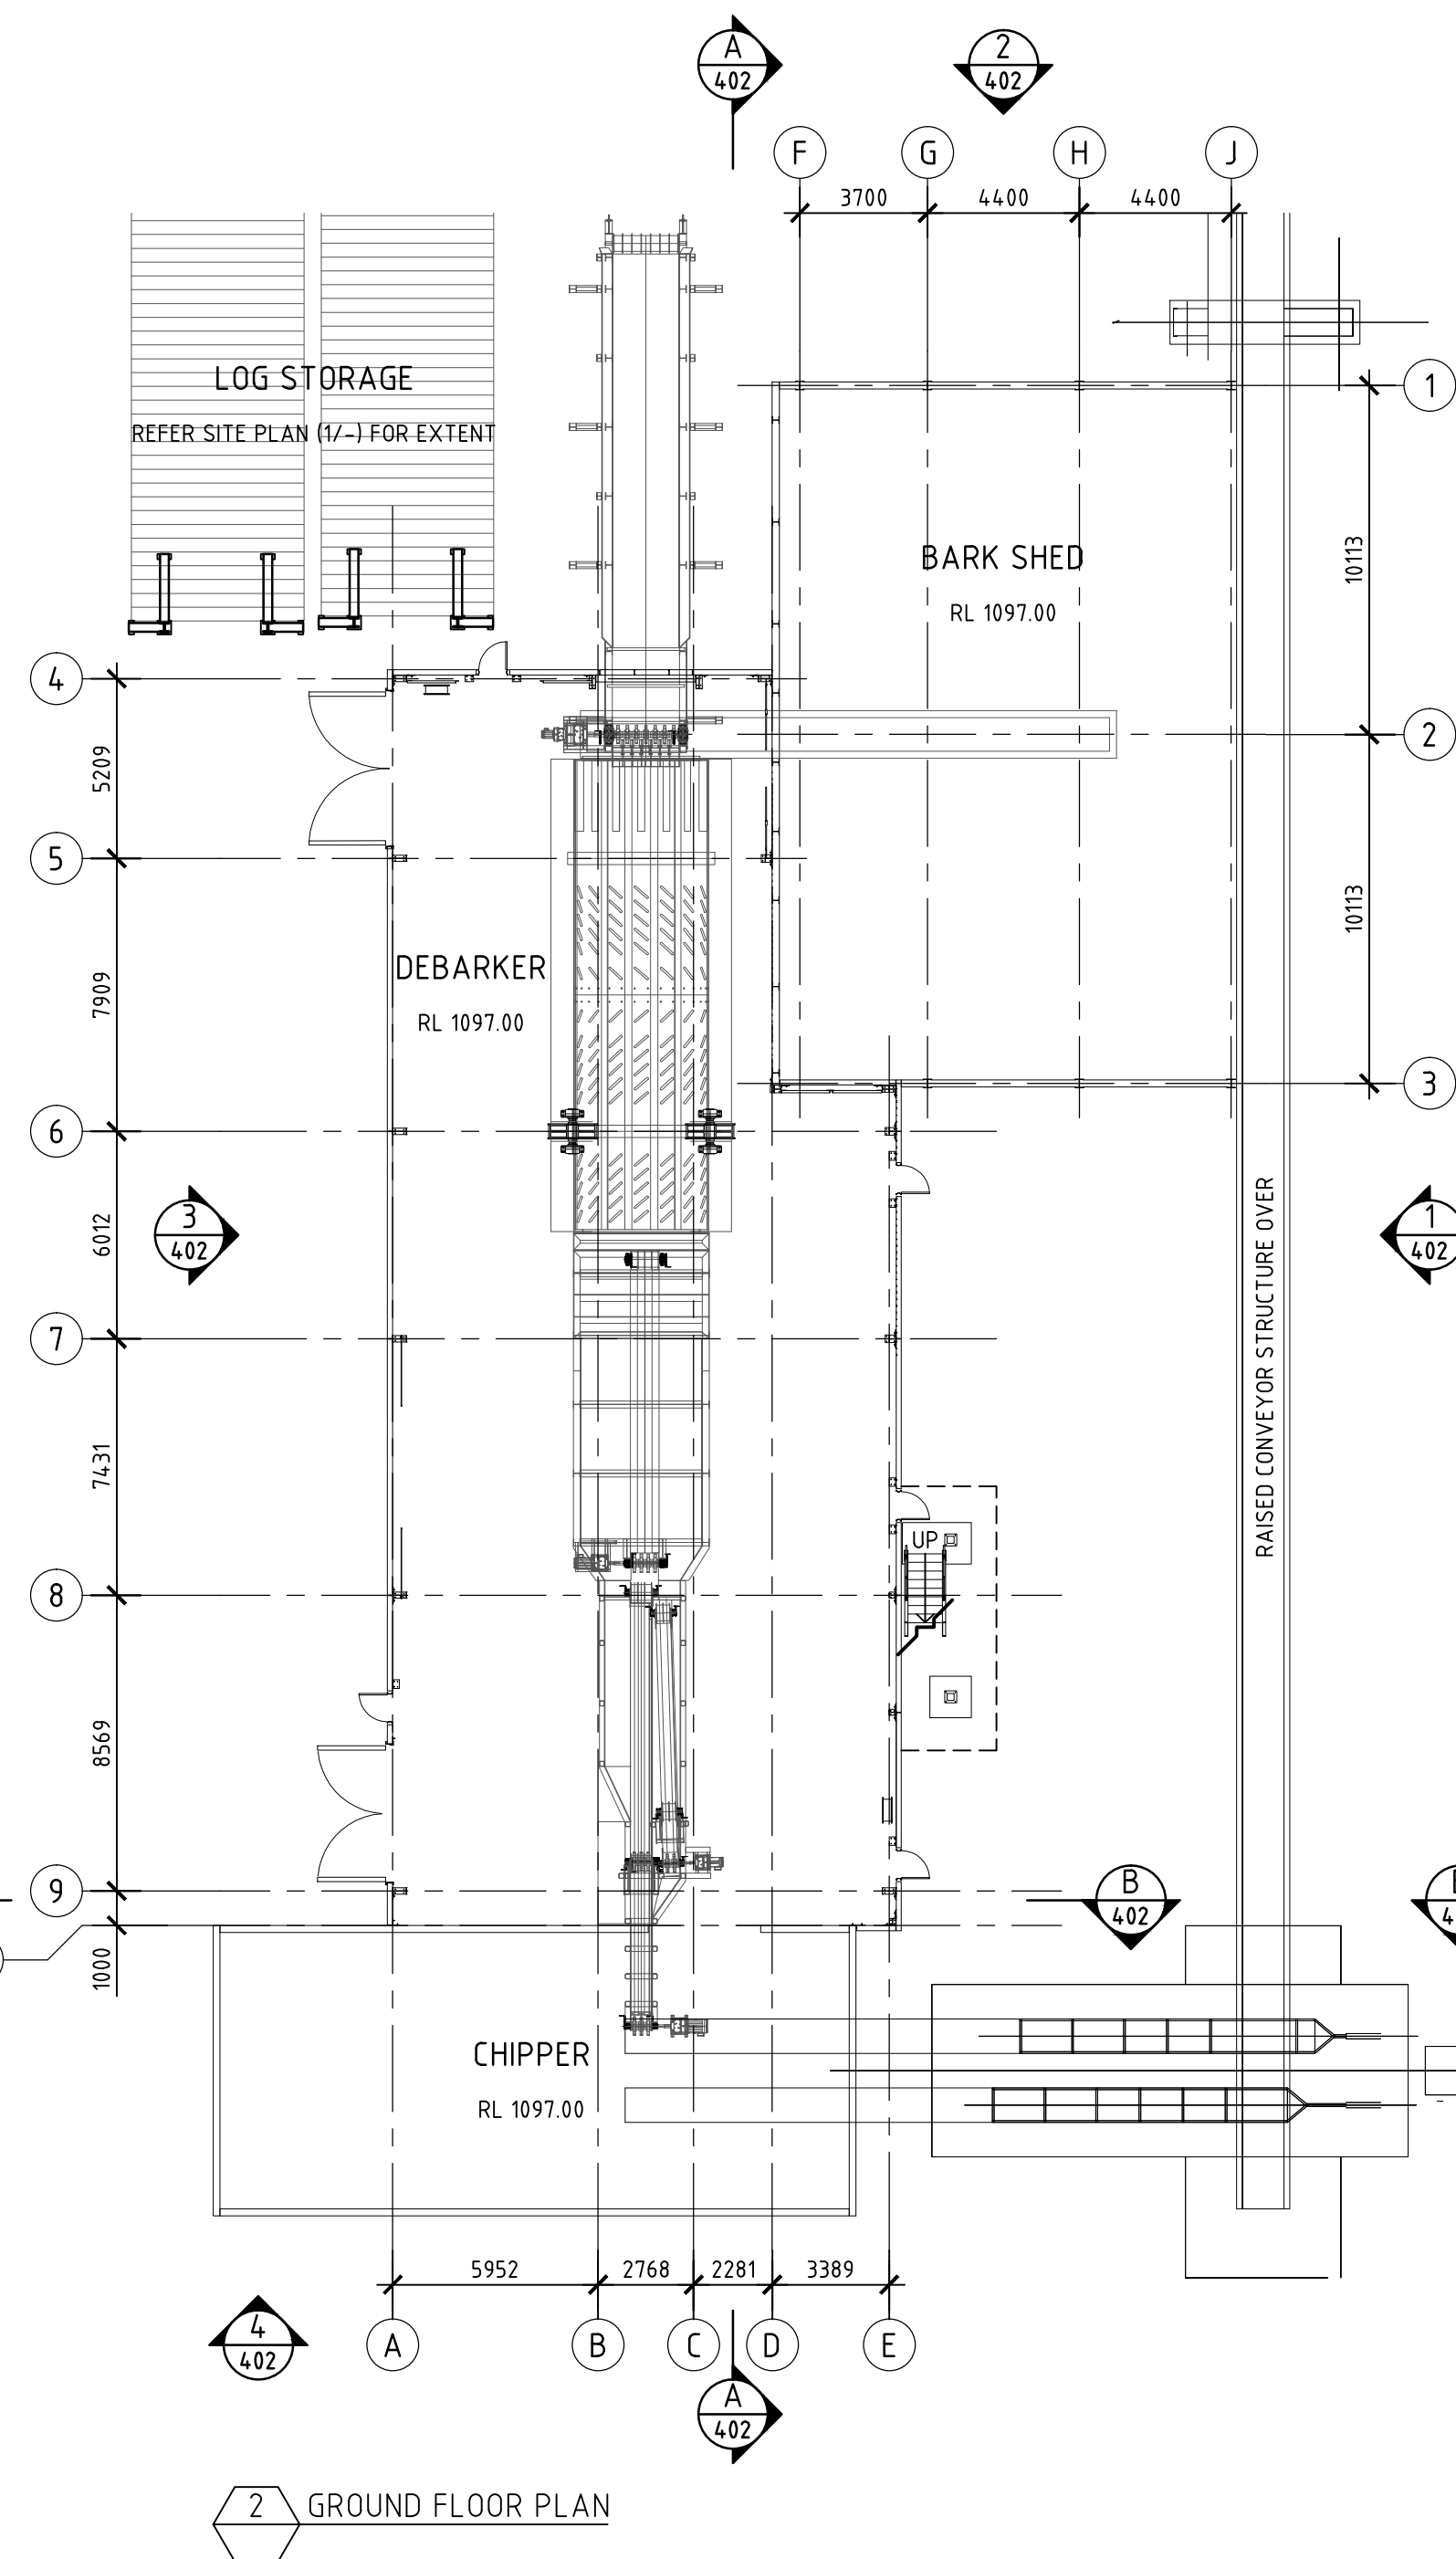 A
402
2
402
F
G
H
J
3700
4400
4400
1
LOG STORAGE
REFER SITE PLAN (1/-) FOR EXTENT
10113
BARK SHED
RL 1097.00
4
2
5209
5
10113
DEBARKER
7909
RL 1097.00
3
6
3
402
6012
1
402
RAISED CONVEYOR STRUCTURE OVER
7
7431
UP
8
8569
9
B
402
1000
CHIPPER
RL 1097.00
5952
2768
2281
3389
4
402
A
B
C
D
E
A
402
2
GROUND FLOOR PLAN